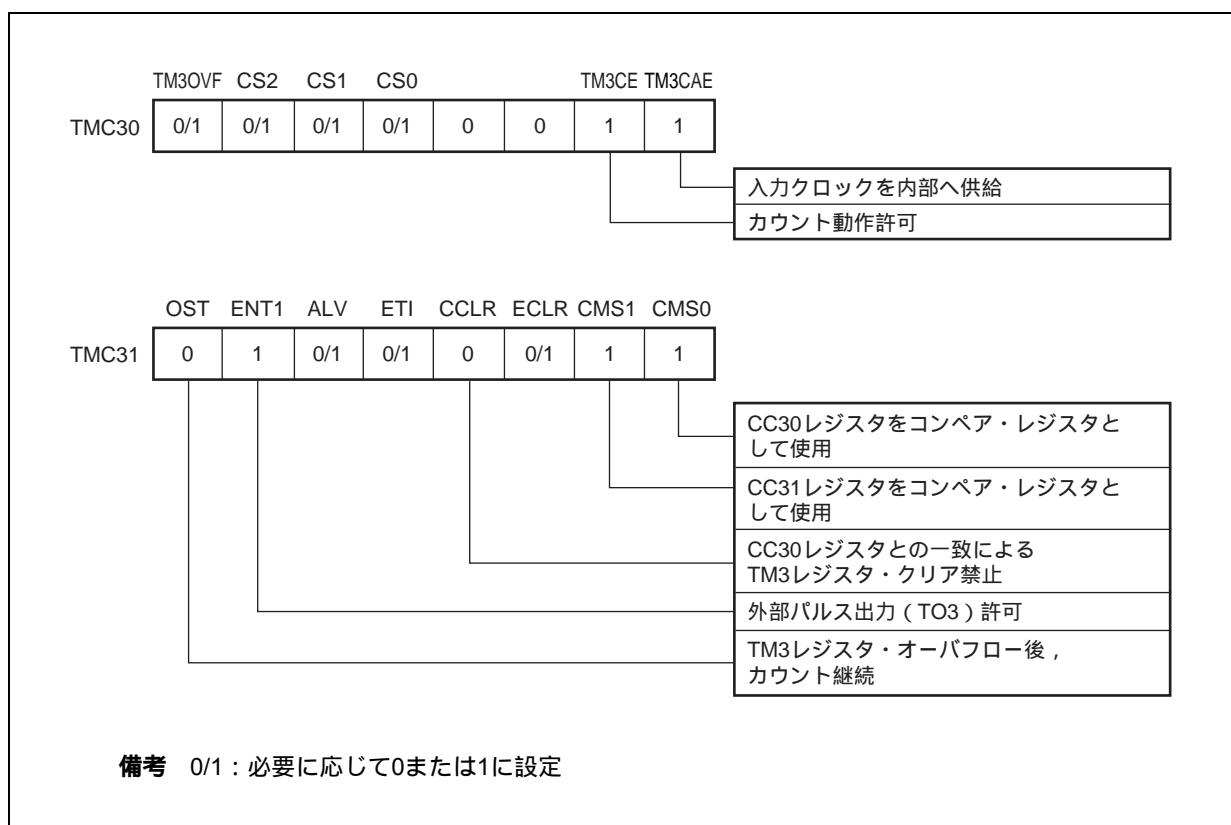 TM3OVF CS2 CS1 CS0 TM3CE TM3CAE
TMC30 0/1 0/1 0/1 0/1 0 0 1 1
入力クロックを内部へ供給
カウント動作許可
OST ENT1 ALV ETI CCLR ECLR CMS1 CMS0
TMC31 0 1 0/1 0/1 0 0/1 1 1
CC30レジスタをコンペア・レジスタと
して使用
CC31レジスタをコンペア・レジスタと
して使用
CC30レジスタとの一致による
TM3レジスタ・クリア禁止
外部パルス出力（TO3）許可
TM3レジスタ・オーバフロー後，
カウント継続
備考 0/1：必要に応じて0または1に設定